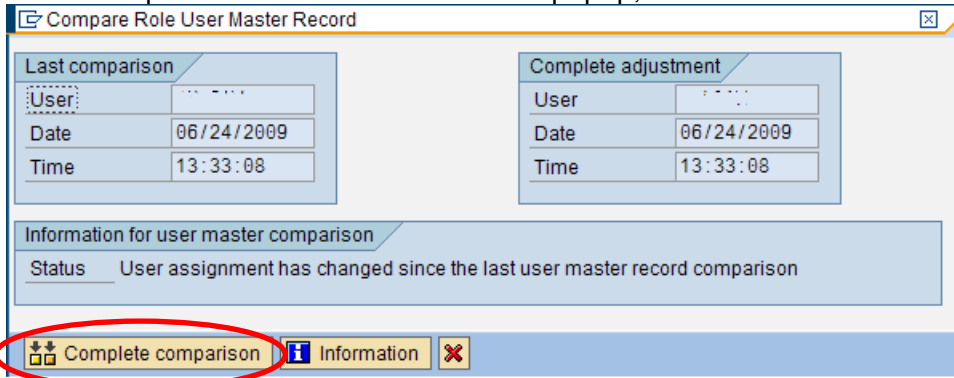 Compare Role User Master Record
Last comparison
User
Date 06/24/2009
Time 13:33:08
Complete adjustment
User
Date 06/24/2009
Time 13:33:08
Information for user master comparison
Status User assignment has changed since the last user master record comparison
Complete comparison Information